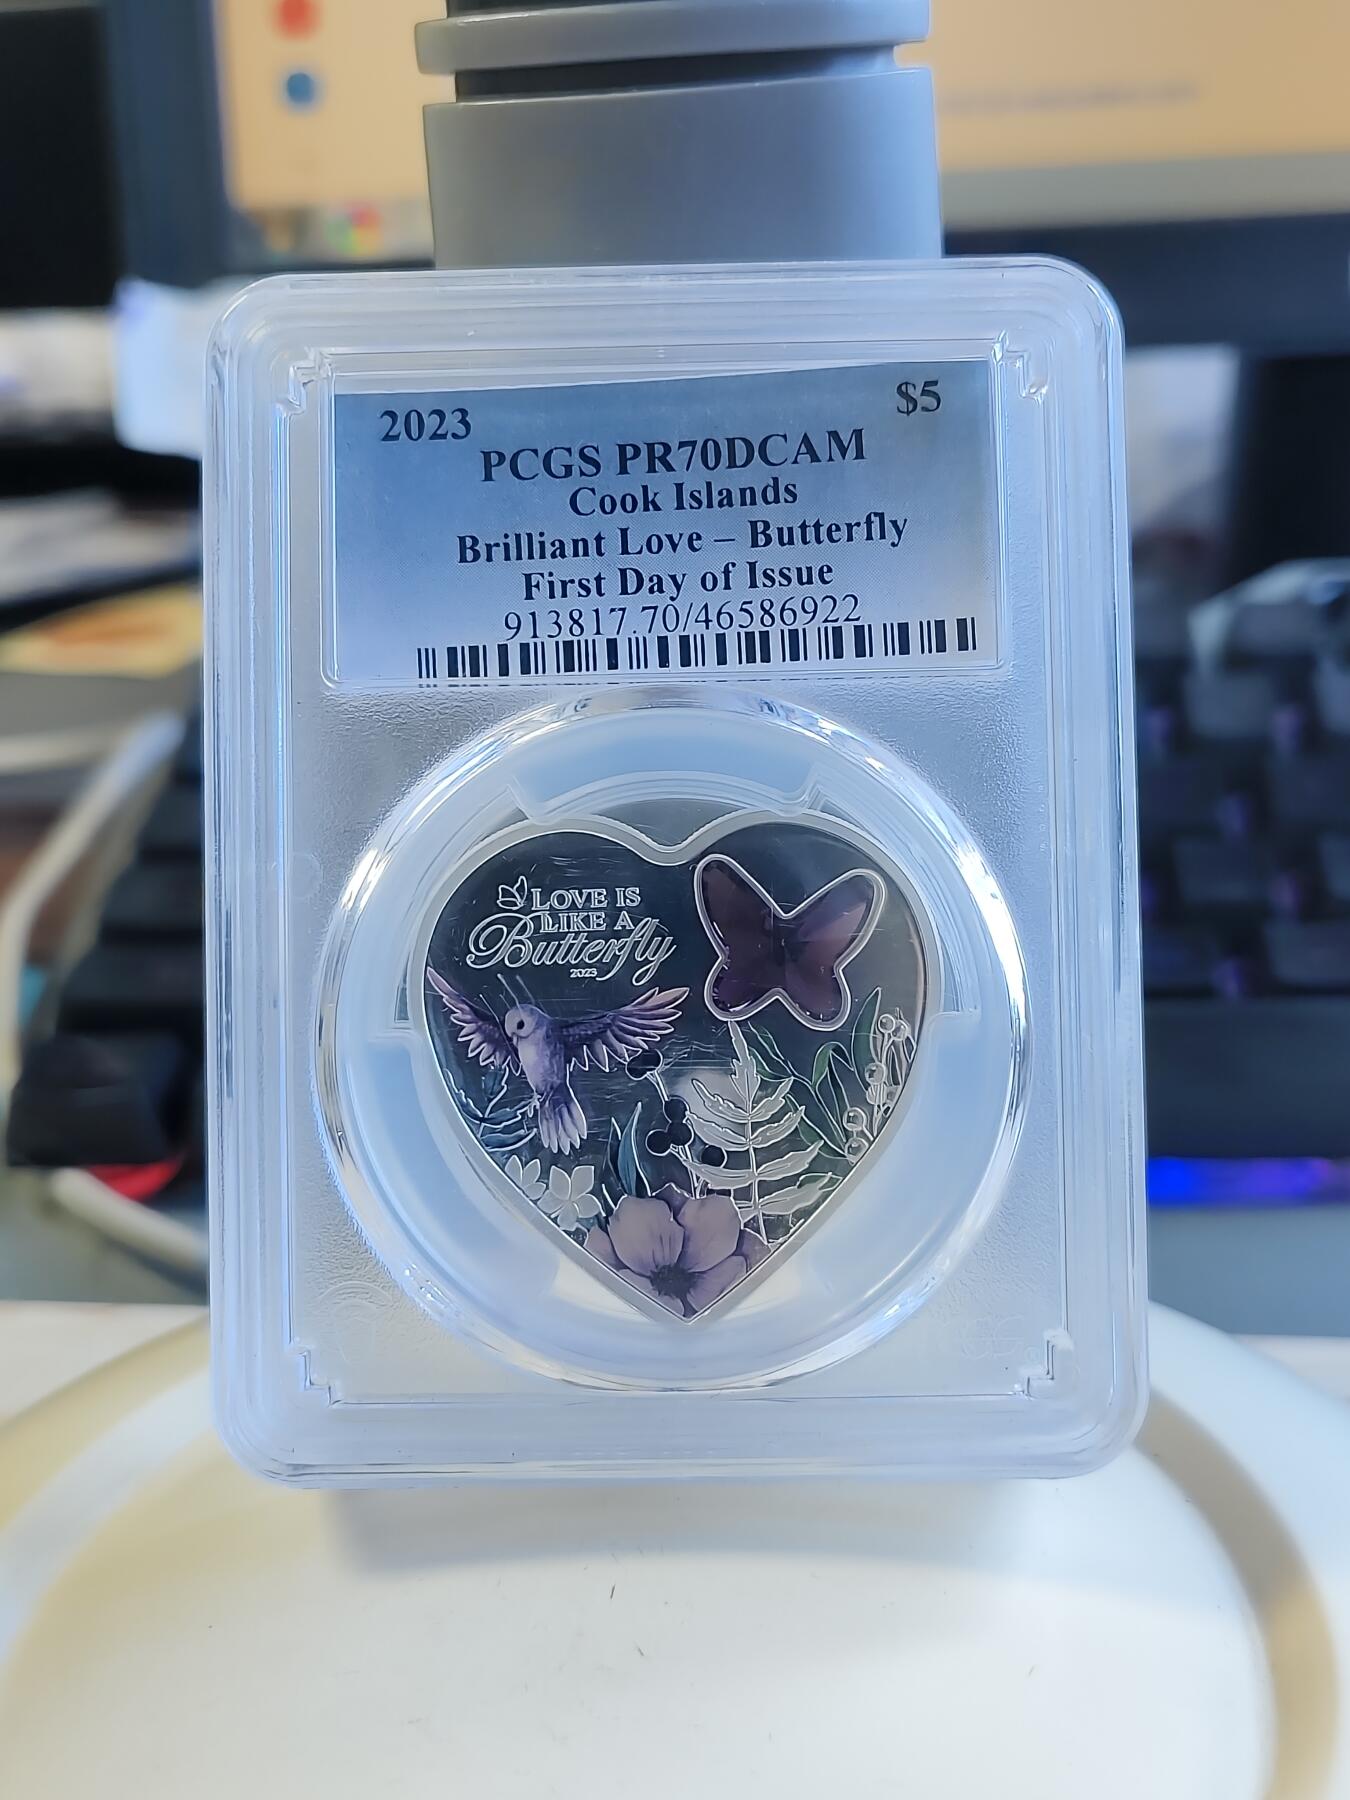 2023
$5
PCGS PR70DCAM
Cook Islands
Brilliant Love – Butterfly
First Day of Issue
913817.70/46586922
LOVE IS
LIKE A
Butterfly
2023